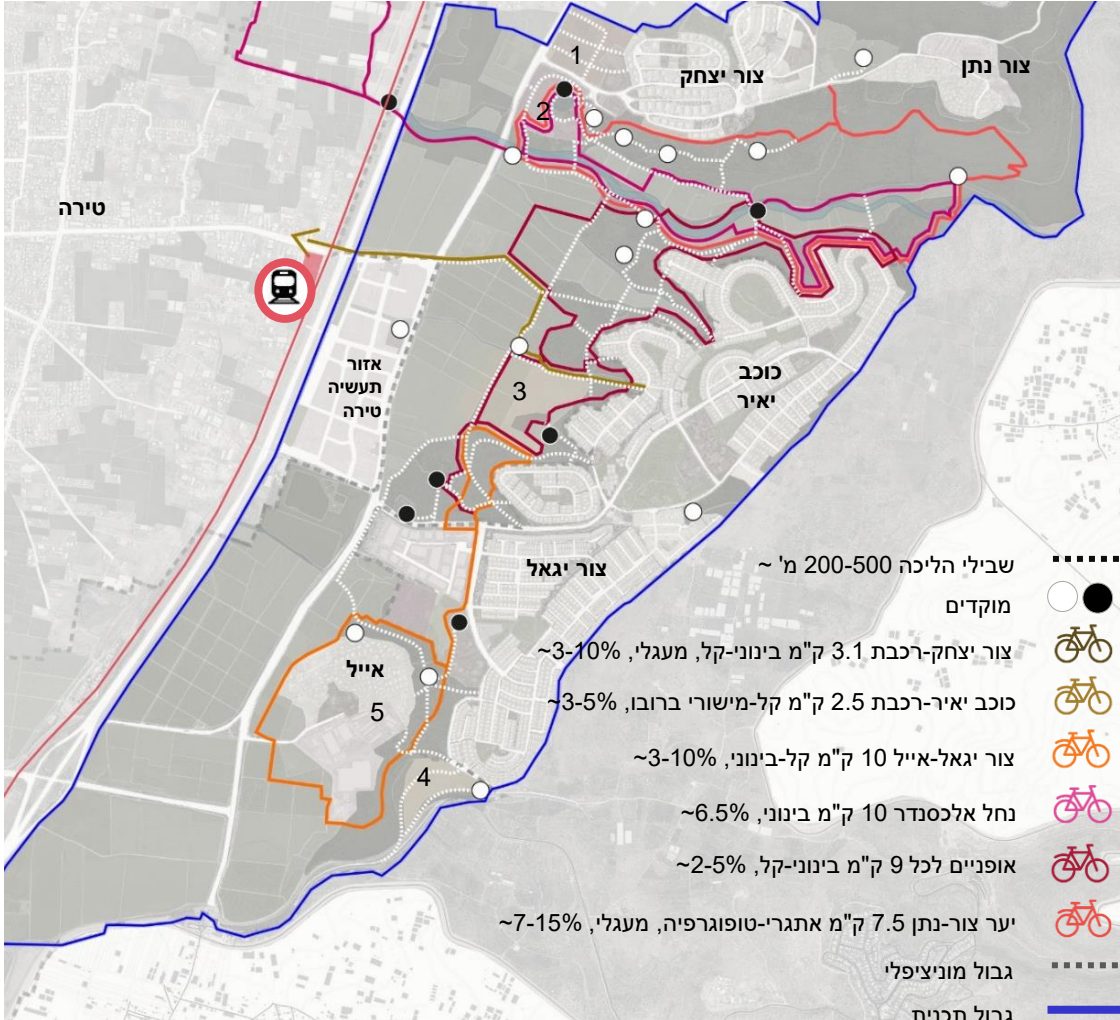 1
צור יצחק
צור נתן
2
טירה
אזור
תעשיה
טירה
3
כוכב
יאיר
צור יגאל
אייל
5
4
שבילי הליכה 200-500 מ' ~
מוקדים
צור יצחק-רכבת 3.1 ק"מ בינוני-קל, מעגלי, 3-10%~
כוכב יאיר-רכבת 2.5 ק"מ קל-מישורי ברובו, 3-5%~
צור יגאל-אייל 10 ק"מ קל-בינוני, 3-10%~
נחל אלכסנדר 10 ק"מ בינוני, 6.5%~
אופניים לכל 9 ק"מ בינוני-קל, 2-5%~
יער צור-נתן 7.5 ק"מ אתגרי-טופוגרפיה, מעגלי, 7-15%~
גבול מוניציפלי
גבול תכנית